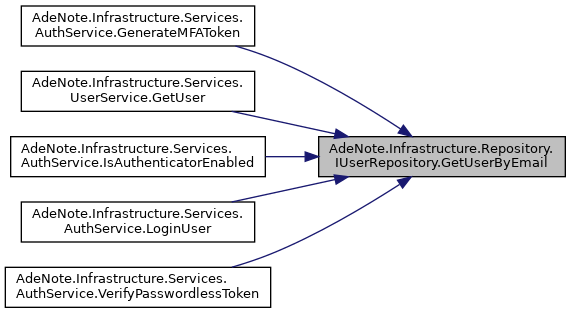 AdeNote.Infrastructure.Services.
AuthService.GenerateMFAToken
AdeNote.Infrastructure.Services.
UserService.GetUser
AdeNote.Infrastructure.Services.
AuthService.IsAuthenticatorEnabled
AdeNote.Infrastructure.Repository.
IUserRepository.GetUserByEmail
AdeNote.Infrastructure.Services.
AuthService.LoginUser
AdeNote.Infrastructure.Services.
AuthService.VerifyPasswordlessToken